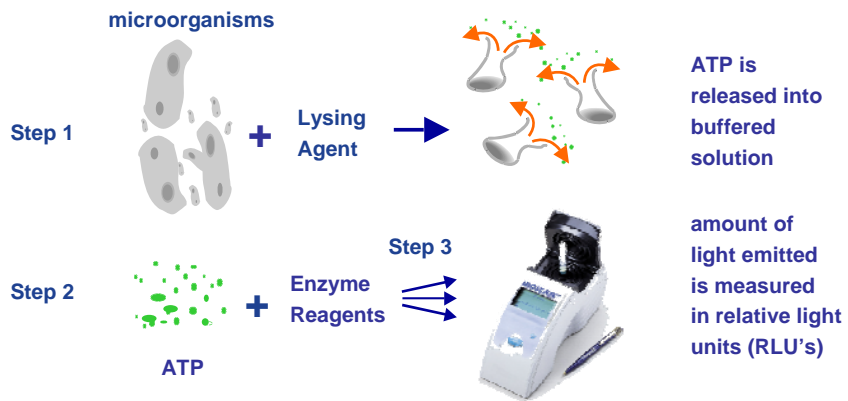 microorganisms
Step 1
+
Lysing
Agent
ATP is
released into
buffered
solution
Step 2
+
Enzyme
Reagents
Step 3
amount of
light emitted
is measured
in relative light
units (RLU's)
ATP